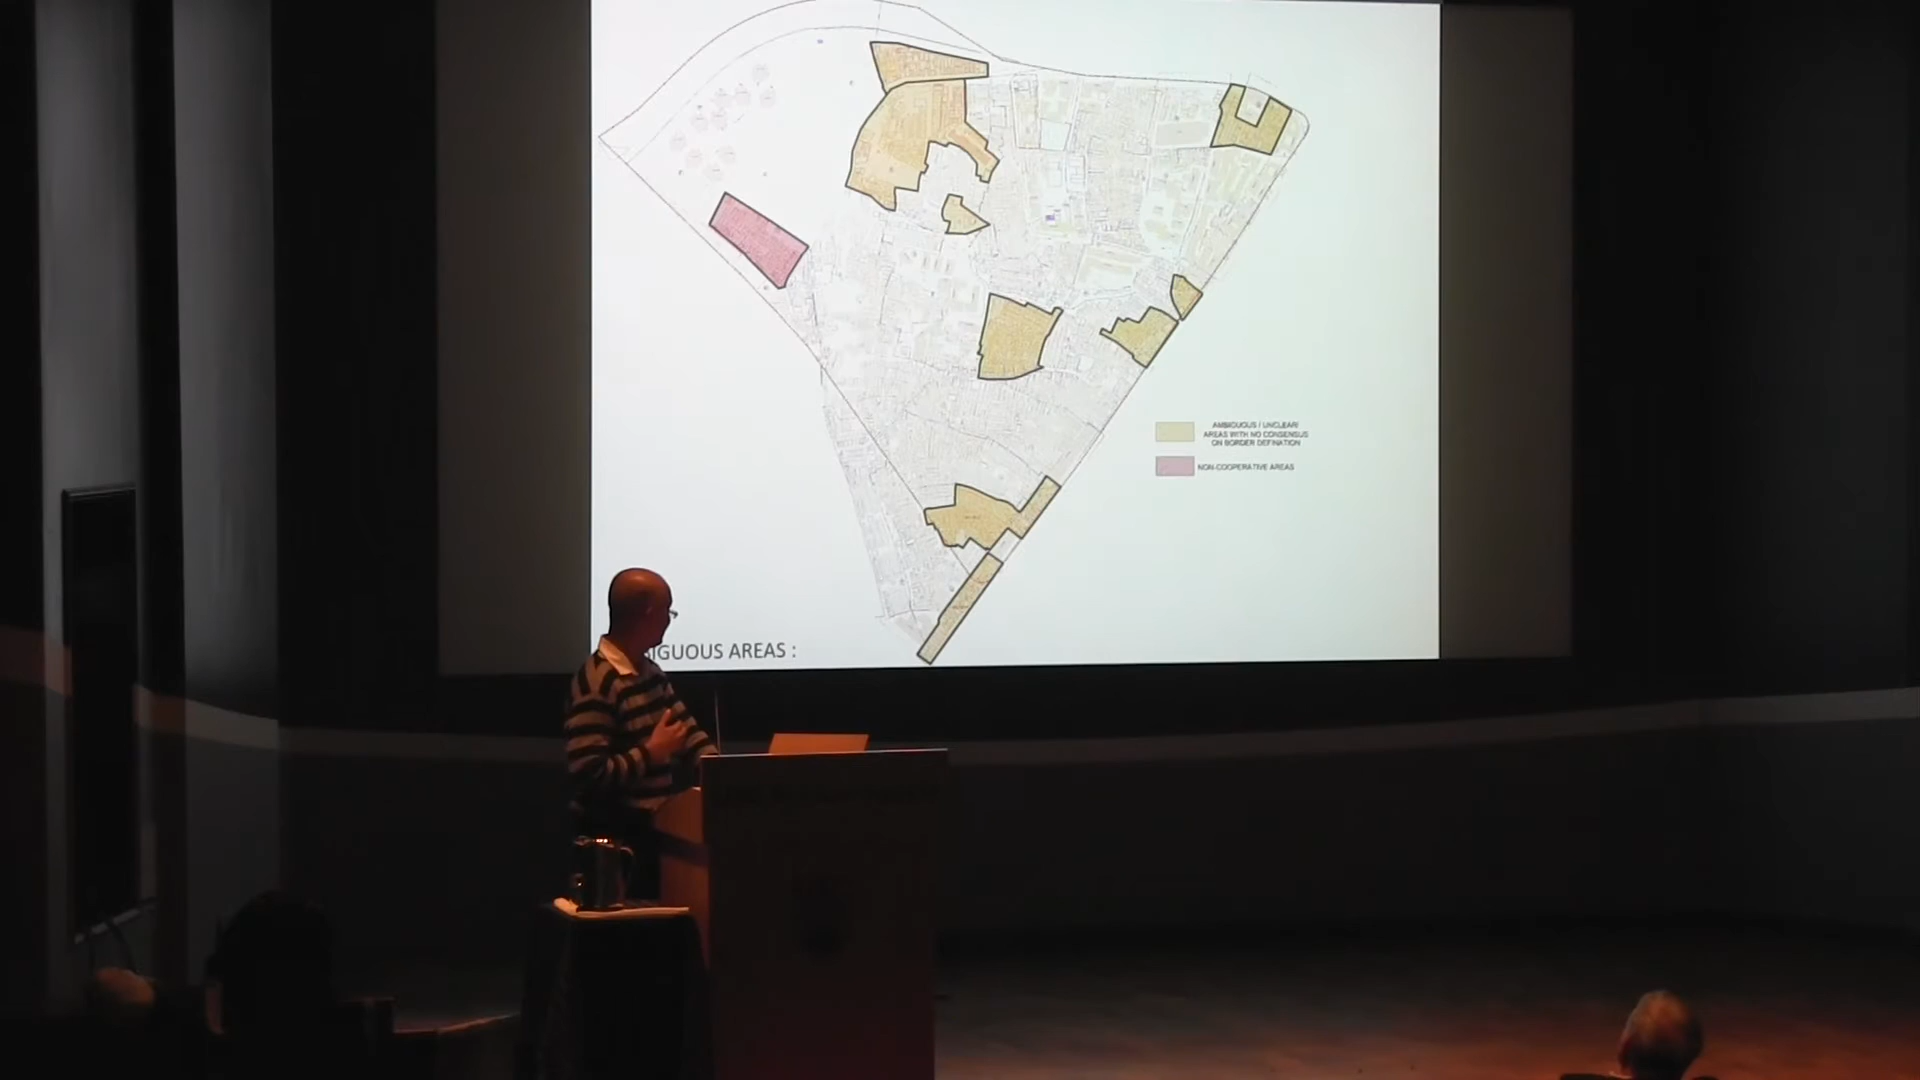 AMBIGUOUS / UNCLEAR/
AREAS WITH NO CONSENSUS
ON BORDER DEFINATION
NON-COOPERATIVE AREAS
IGUOUS AREAS :